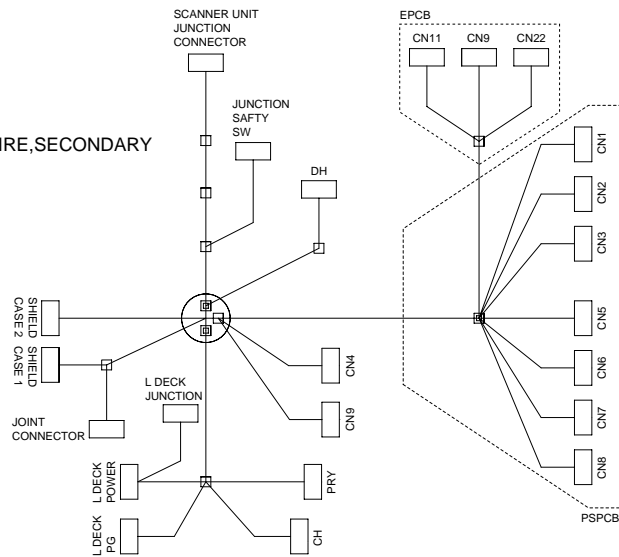 SCANNER UNIT
JUNCTION
CONNECTOR
EPCB
CN11
CN9
CN22
JUNCTION
SAFTY
SW
IRE,SECONDARY
DH
CN1
CN2
CN3
SHIELD
CASE 2
SHIELD
CASE 1
CN5
CN4
CN6
L DECK
JUNCTION
JOINT
CONNECTOR
CN9
CN7
L DECK
POWER
PRY
CN8
L DECK
PG
CH
PSPCB